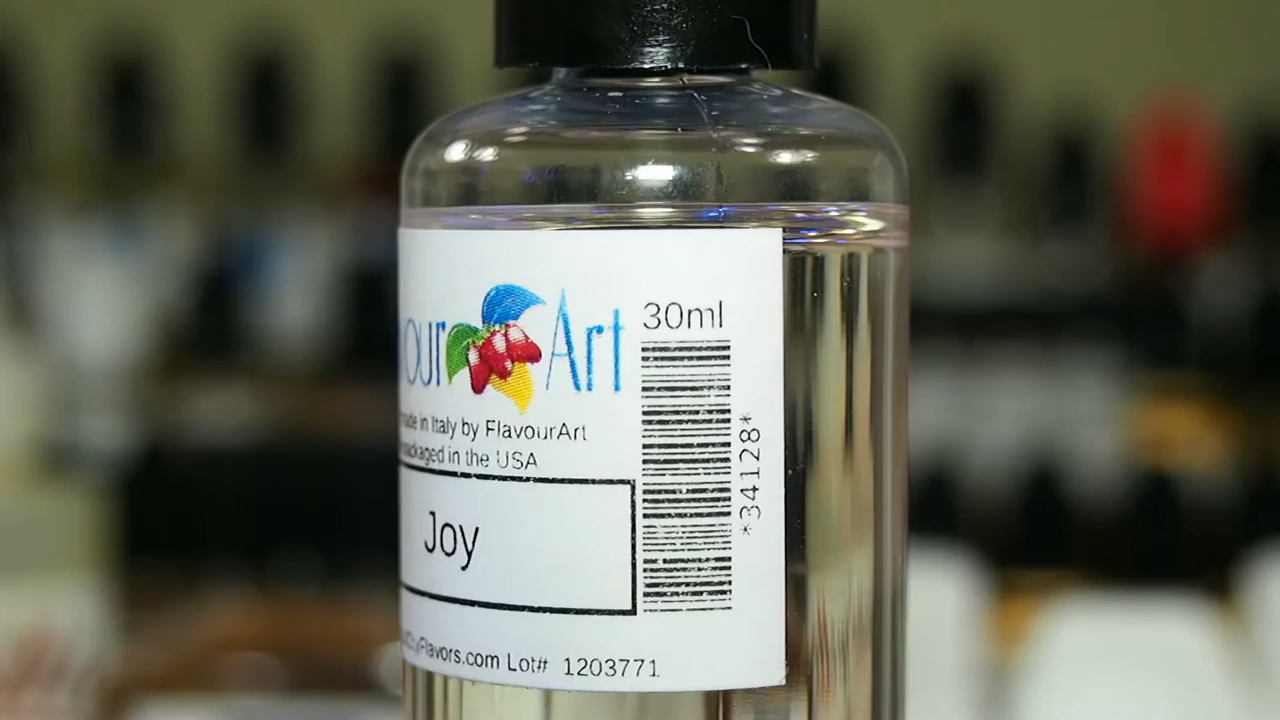 our Art
30ml
made in Italy by FlavourArt
packaged in the USA
*34128*
Joy
Flavors.com Lot# 1203771